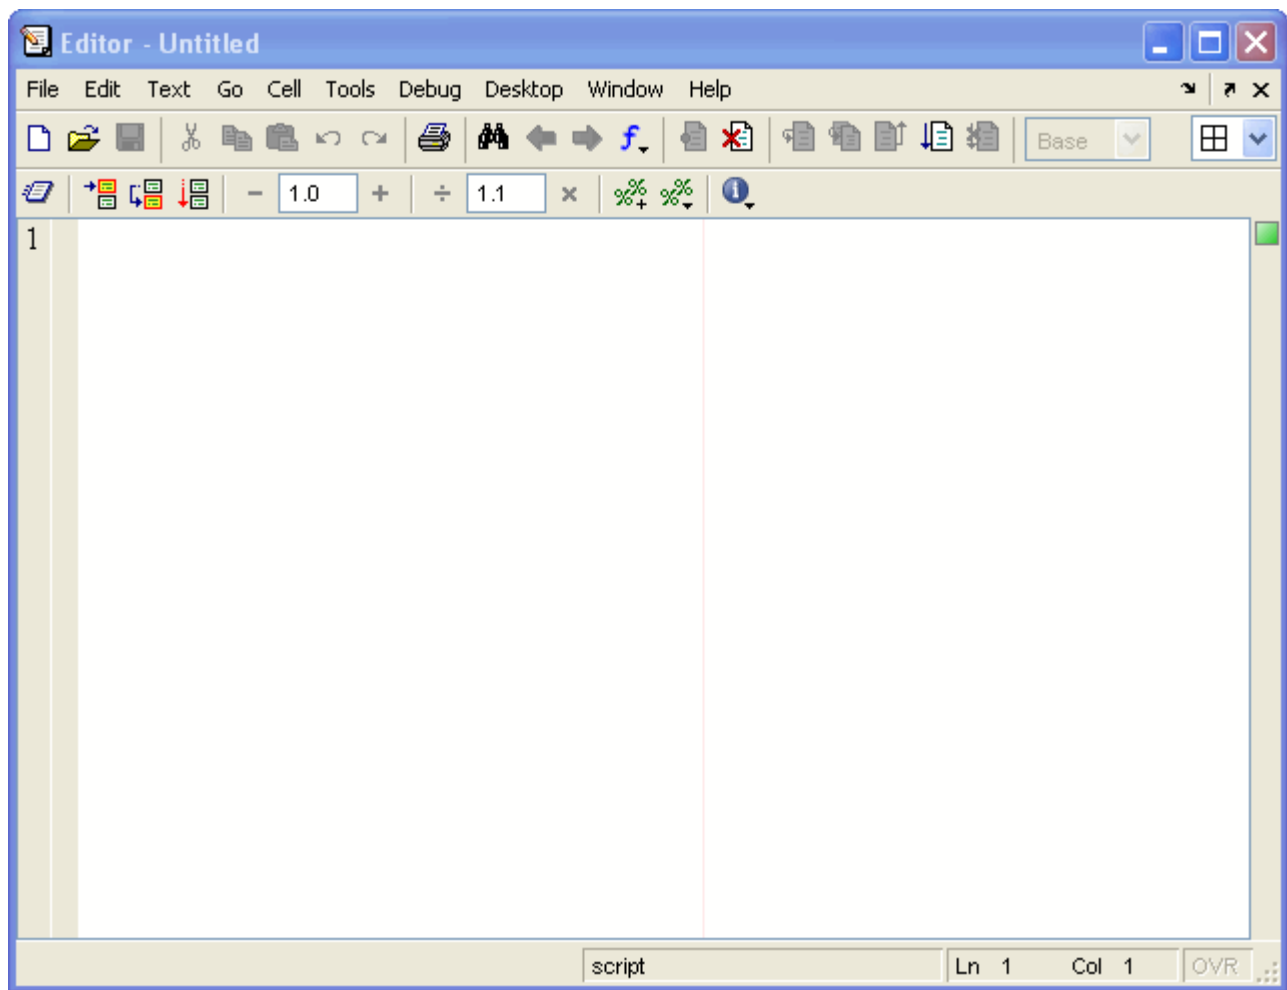 Editor - Untitled
File Edit Text Go Cell Tools Debug Desktop Window Help
Base
- 1.0 + ÷ 1.1 ×
1
script Ln 1 Col 1 OVR